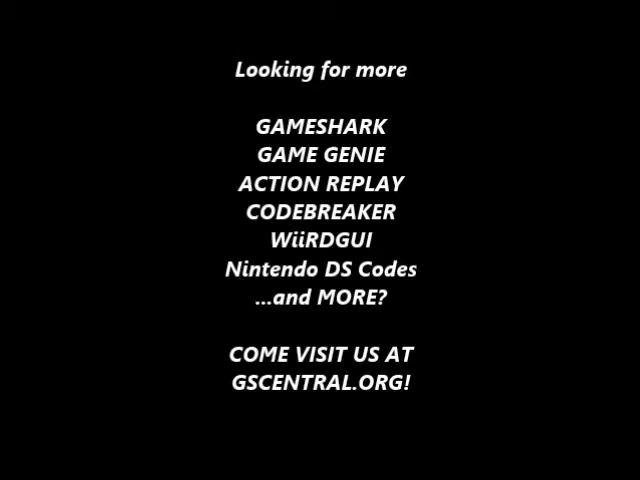 Looking for more
GAMESHARK
GAME GENIE
ACTION REPLAY
CODEBREAKER
WiiRDGUI
Nintendo DS Codes
...and MORE?
COME VISIT US AT
GSCENTRAL.ORG!